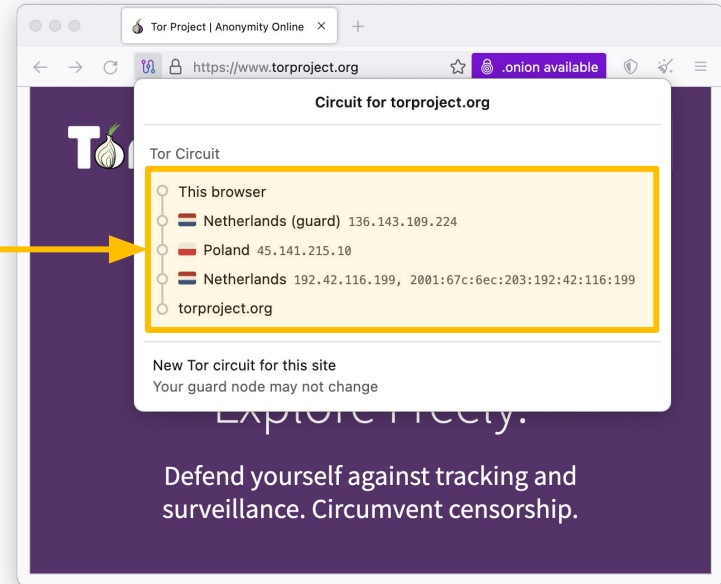 Tor Project | Anonymity Online
https://www.torproject.org
.onion available
Circuit for torproject.org
Tor Circuit
This browser
Netherlands (guard) 136.143.109.224
Poland 45.141.215.10
Netherlands 192.42.116.199, 2001:67c:6ec:203:192:42:116:199
torproject.org
New Tor circuit for this site
Your guard node may not change
Explore Freely.
Defend yourself against tracking and
surveillance. Circumvent censorship.